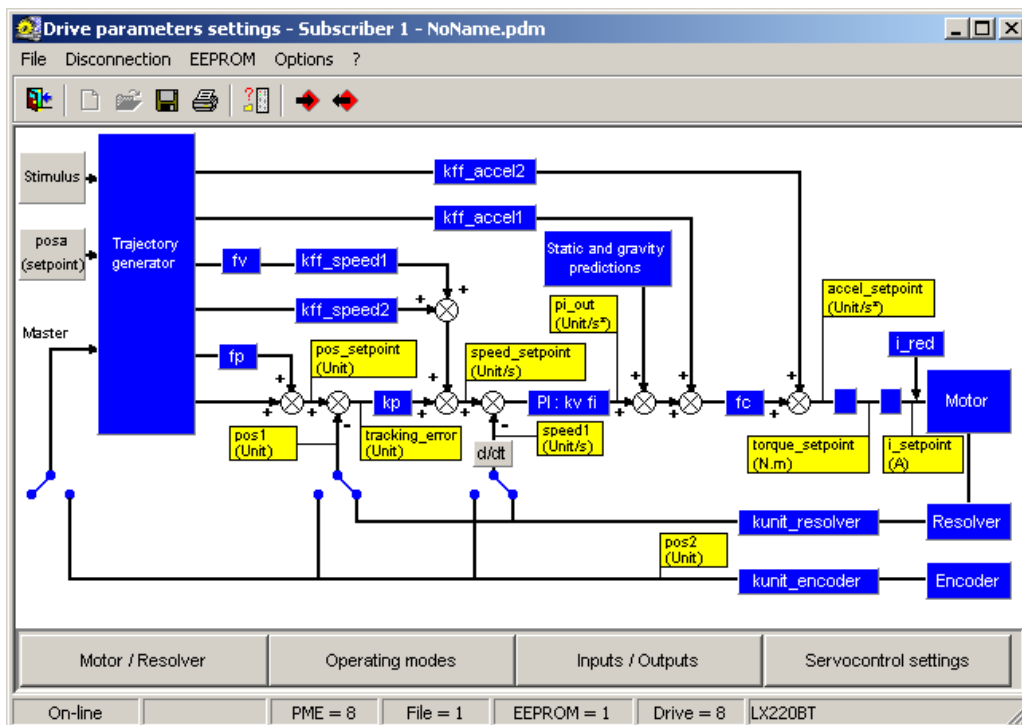 Drive parameters settings - Subscriber 1 - NoName.pdm
File Disconnection EEPROM Options ?
Stimulus
posa
(setpoint)
Master
Trajectory
generator
kff_accel2
kff_accel1
fv
kff_speed1
kff_speed2
fp
Static and gravity
predictions
pos_setpoint
(Unit)
speed_setpoint
(Unit/s)
pi_out
(Unit/s²)
accel_setpoint
(Unit/s²)
i_red
kp
PI : kv fi
fc
Motor
pos1
(Unit)
tracking_error
(Unit)
speed1
(Unit/s)
d/dt
torque_setpoint
(N.m)
i_setpoint
(A)
kunit_resolver
Resolver
pos2
(Unit)
kunit_encoder
Encoder
Motor / Resolver
Operating modes
Inputs / Outputs
Servocontrol settings
On-line
PME = 8
File = 1
EEPROM = 1
Drive = 8
LX220BT